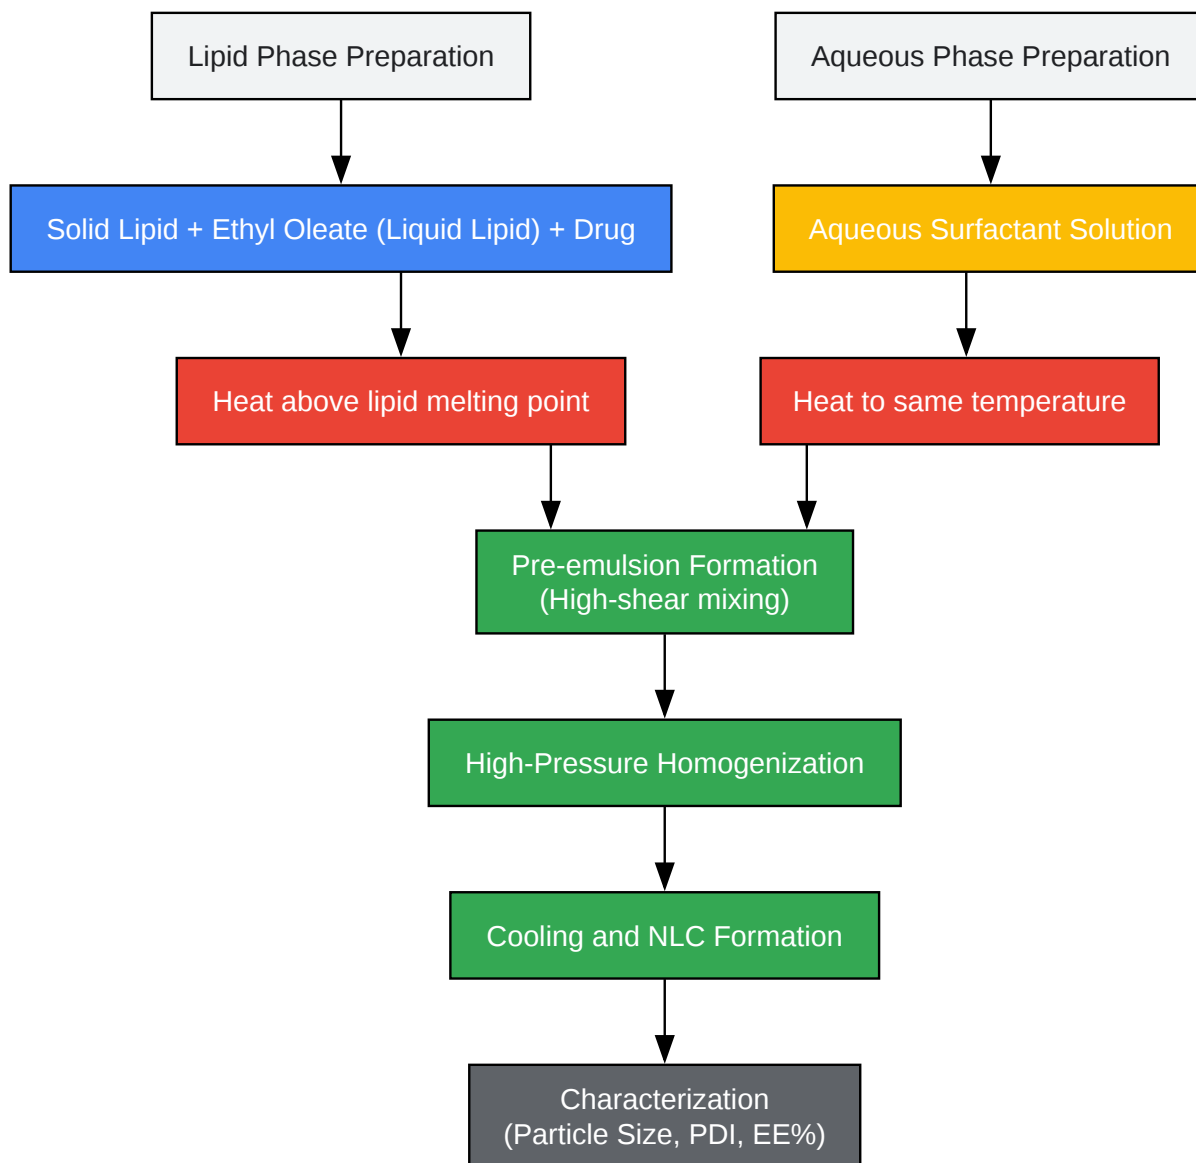 Lipid Phase Preparation
Aqueous Phase Preparation
Solid Lipid + Ethyl Oleate (Liquid Lipid) + Drug
Aqueous Surfactant Solution
Heat above lipid melting point
Heat to same temperature
Pre-emulsion Formation
(High-shear mixing)
High-Pressure Homogenization
Cooling and NLC Formation
Characterization
(Particle Size, PDI, EE%)